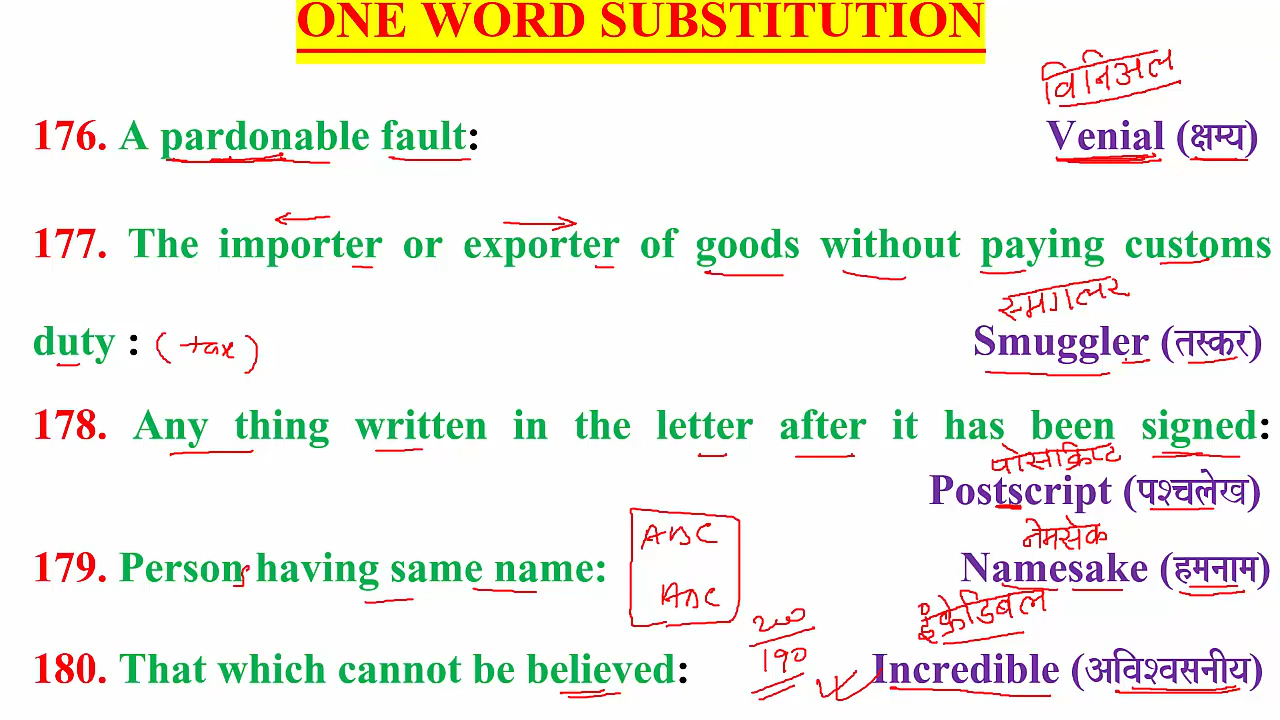 ONE WORD SUBSTITUTION
विनिअल
176. A pardonable fault: Venial (क्षम्य)
177. The importer or exporter of goods without paying customs
स्मगलर
duty : (tax) Smuggler (तस्कर)
178. Any thing written in the letter after it has been signed:
पोसाक्रिप्ट
Postscript (पश्चलेख)
ABC
नेमसेक
179. Persons having same name: Namesake (हमनाम)
ABC
इंक्रेडिबल
200
190
180. That which cannot be believed: Incredible (अविश्वसनीय)